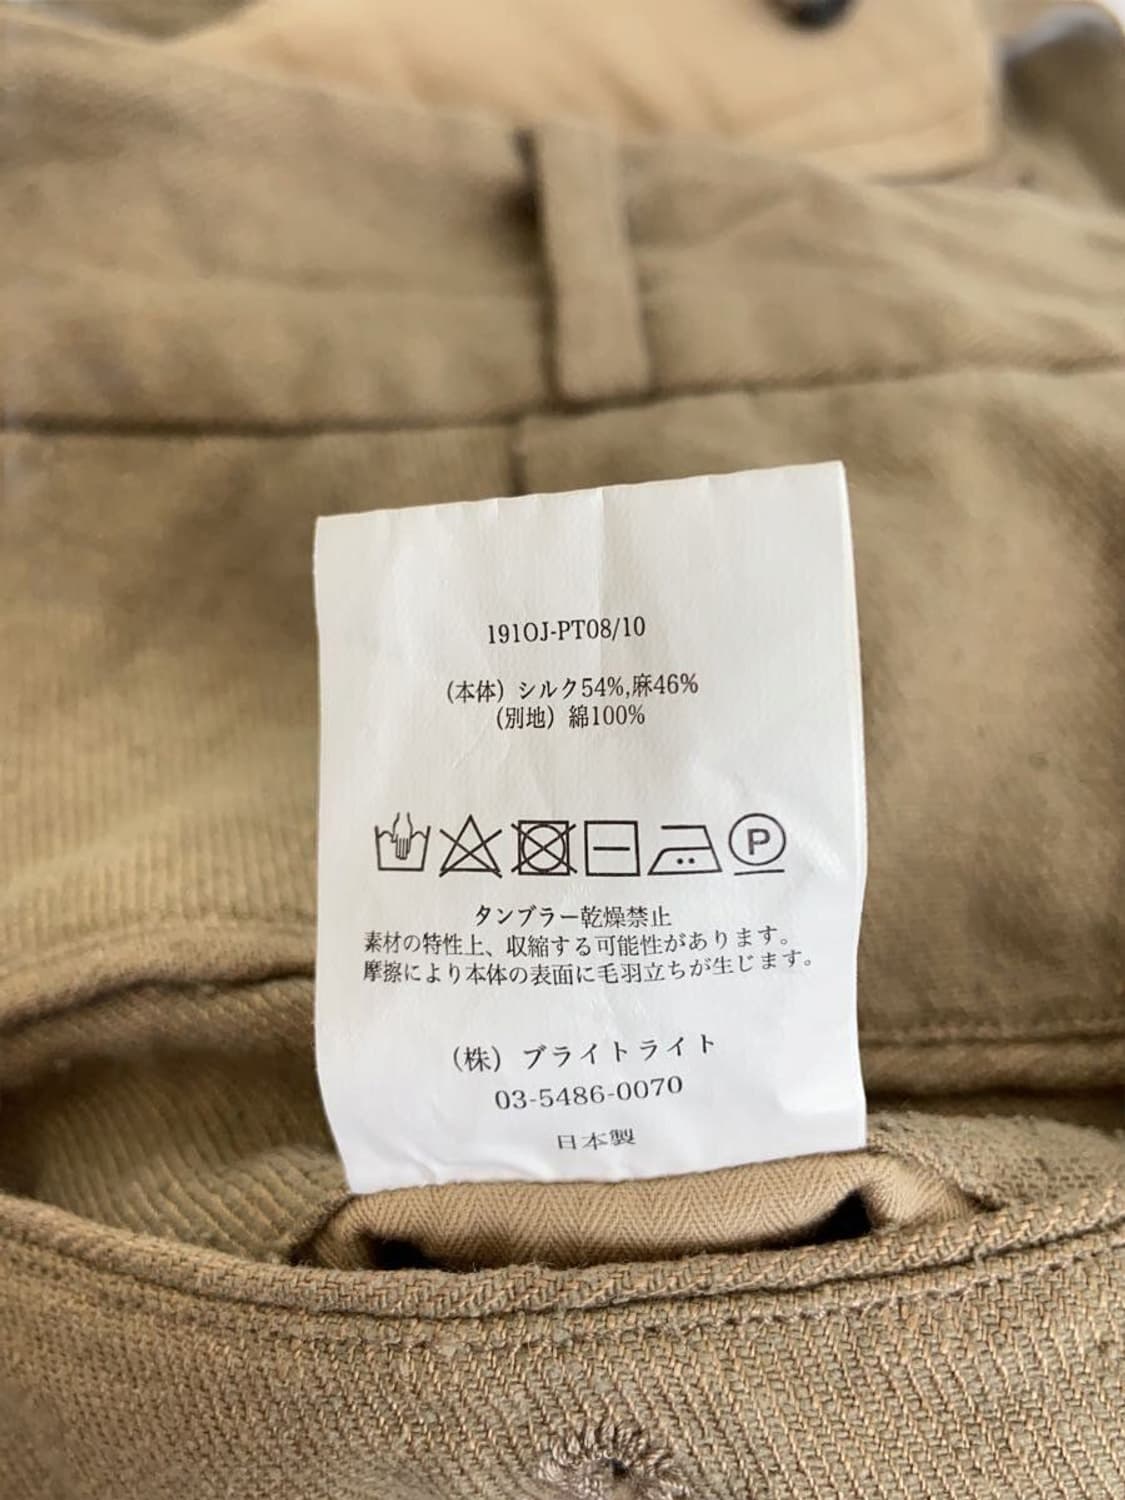 191OJ-PT08/10
(本体) シルク54%,麻46%
(別地) 綿100%
P
タンブラー乾燥禁止
素材の特性上、収縮する可能性があります。
摩擦により本体の表面に毛羽立ちが生じます。
(株) ブライトライト
03-5486-0070
日本製